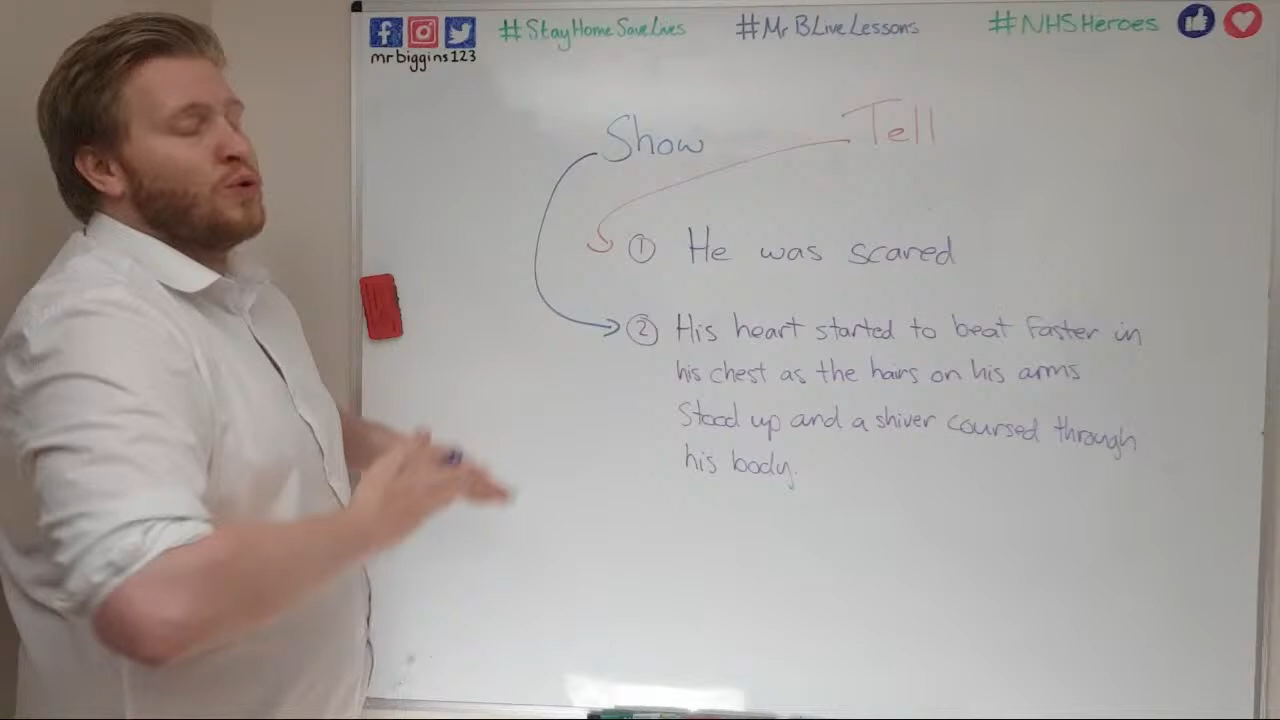 #StayHomeSaveLives #MrBLiveLessons #NHSHeroes
mrbiggins123
Show Tell
① He was scared
② His heart started to beat faster in
his chest as the hairs on his arms
Stood up and a shiver coursed through
his body.